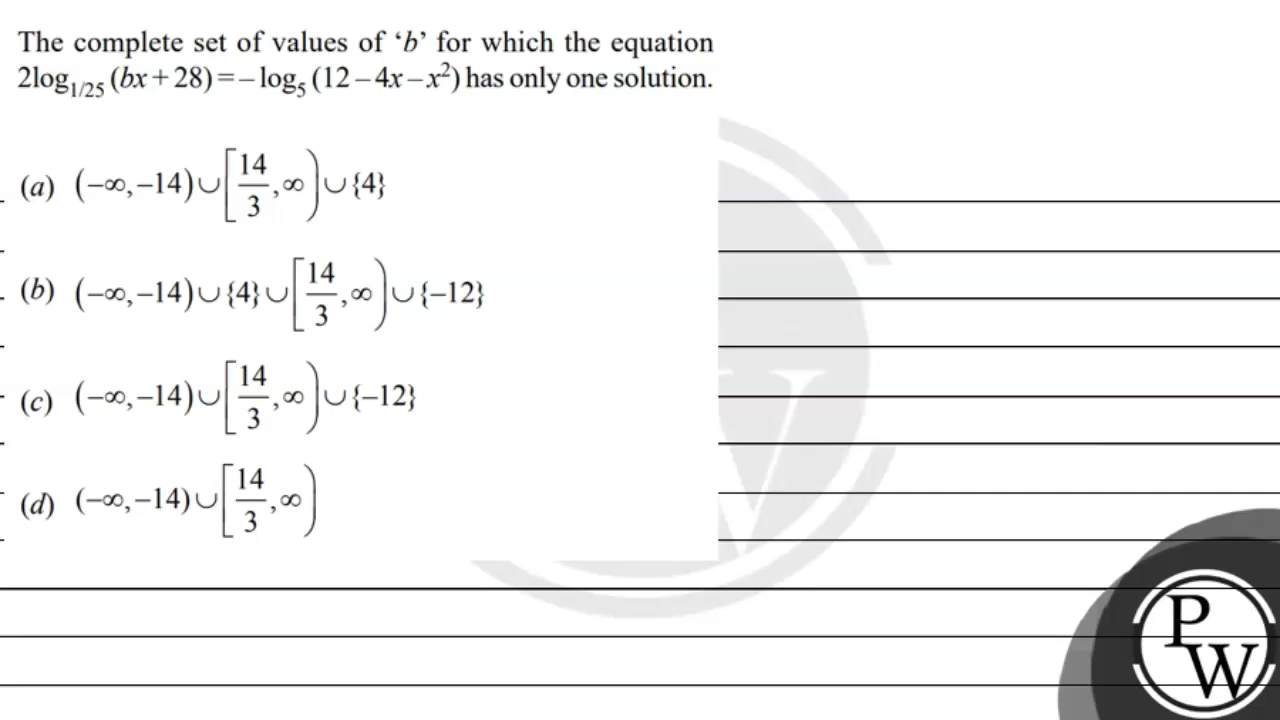 The complete set of values of ‘b’ for which the equation
2log₁/₂₅ (bx + 28) = – log₅ (12 – 4x – x²) has only one solution.
(a) (–∞, –14) ∪ [14/3, ∞) ∪ {4}
(b) (–∞, –14) ∪ {4} ∪ [14/3, ∞) ∪ {–12}
(c) (–∞, –14) ∪ [14/3, ∞) ∪ {–12}
(d) (–∞, –14) ∪ [14/3, ∞)
P
W